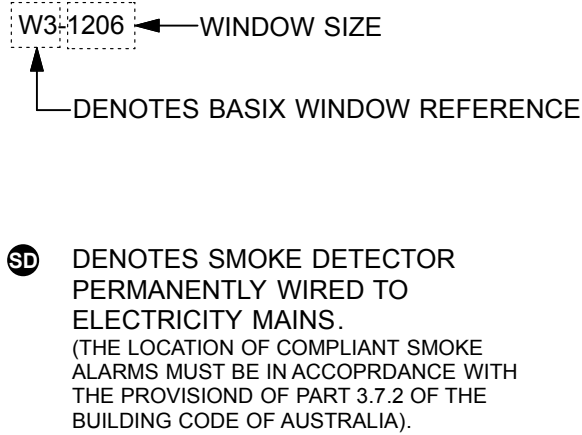 W3-1206 WINDOW SIZE
DENOTES BASIX WINDOW REFERENCE
SD DENOTES SMOKE DETECTOR
PERMANENTLY WIRED TO
ELECTRICITY MAINS.
(THE LOCATION OF COMPLIANT SMOKE
ALARMS MUST BE IN ACCOPRDANCE WITH
THE PROVISIOND OF PART 3.7.2 OF THE
BUILDING CODE OF AUSTRALIA).